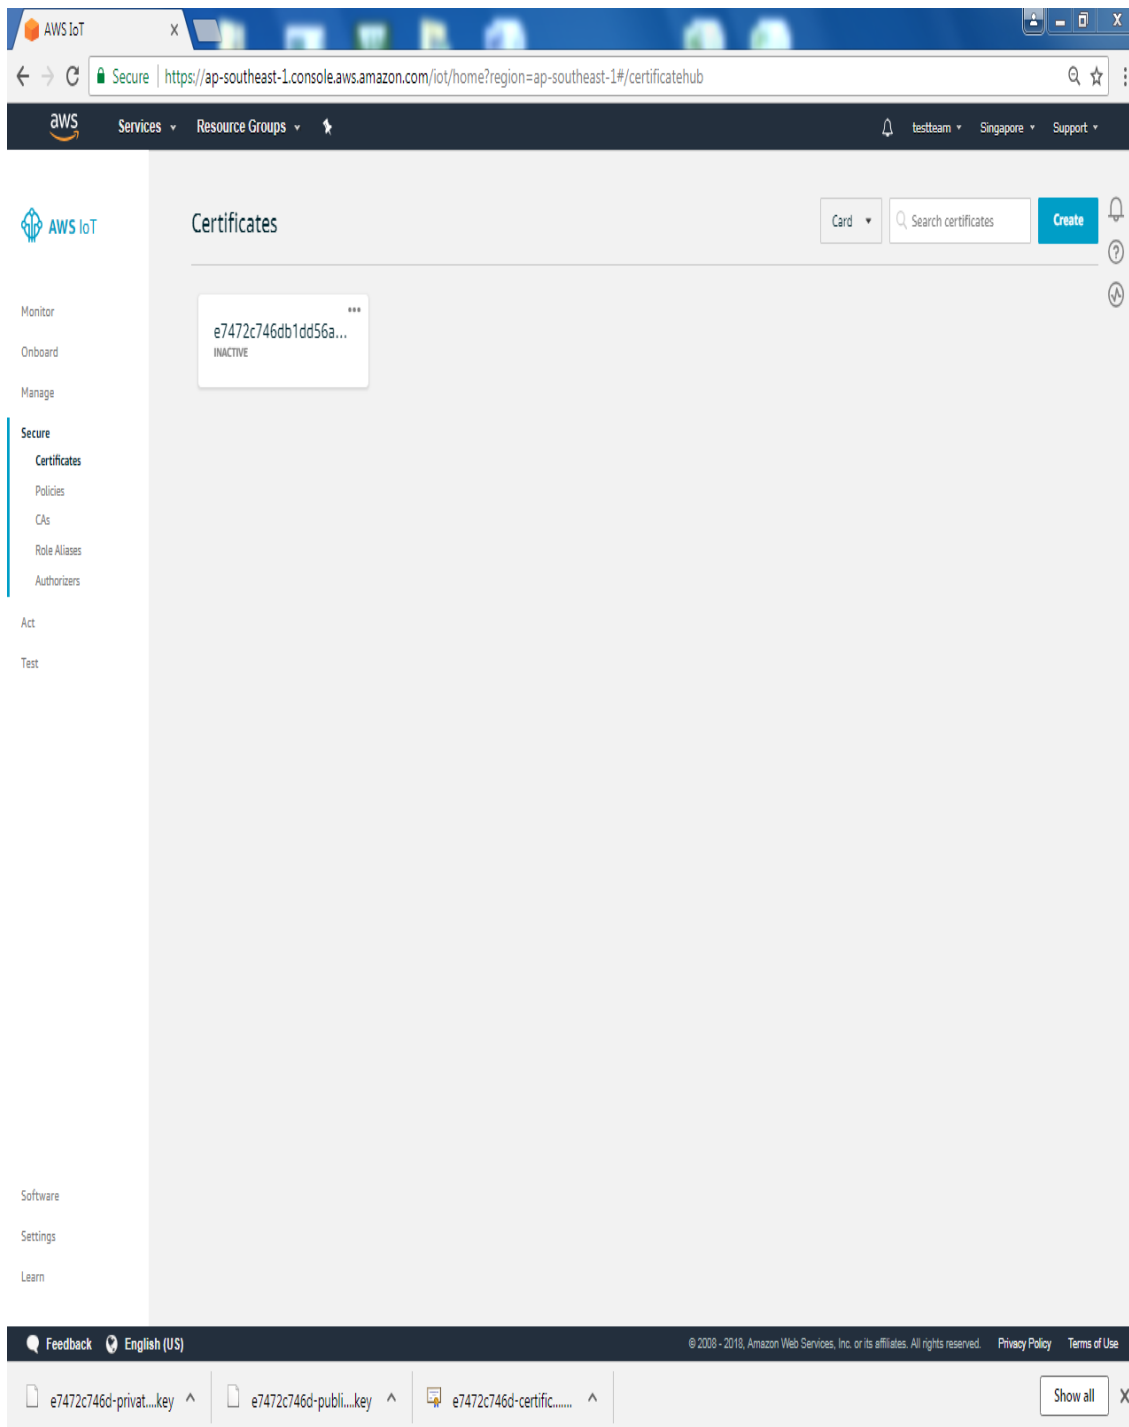 AWS IoT
Secure https://ap-southeast-1.console.aws.amazon.com/iot/home?region=ap-southeast-1#/certificatehub
aws Services Resource Groups testteam Singapore Support
AWS IoT
Certificates
Card Search certificates Create
Monitor
Onboard
Manage
Secure
Certificates
Policies
CAs
Role Aliases
Authorizers
Act
Test
e7472c746db1dd56a...
INACTIVE
Software
Settings
Learn
Feedback English (US) © 2008 - 2018, Amazon Web Services, Inc. or its affiliates. All rights reserved. Privacy Policy Terms of Use
e7472c746d-privat....key e7472c746d-publi....key e7472c746d-certific....... Show all